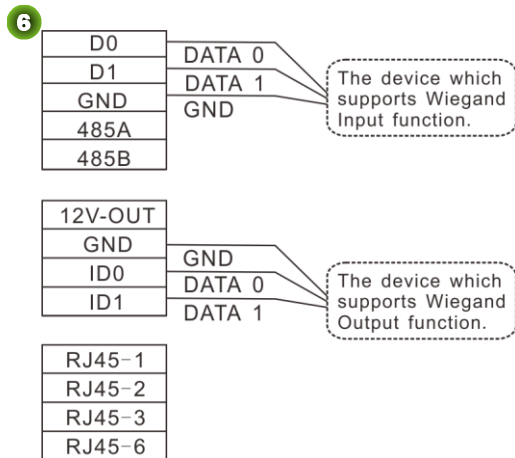 6
D0
D1
GND
485A
485B
DATA 0
DATA 1
GND
The device which
supports Wiegand
Input function.
12V-OUT
GND
ID0
ID1
GND
DATA 0
DATA 1
The device which
supports Wiegand
Output function.
RJ45-1
RJ45-2
RJ45-3
RJ45-6